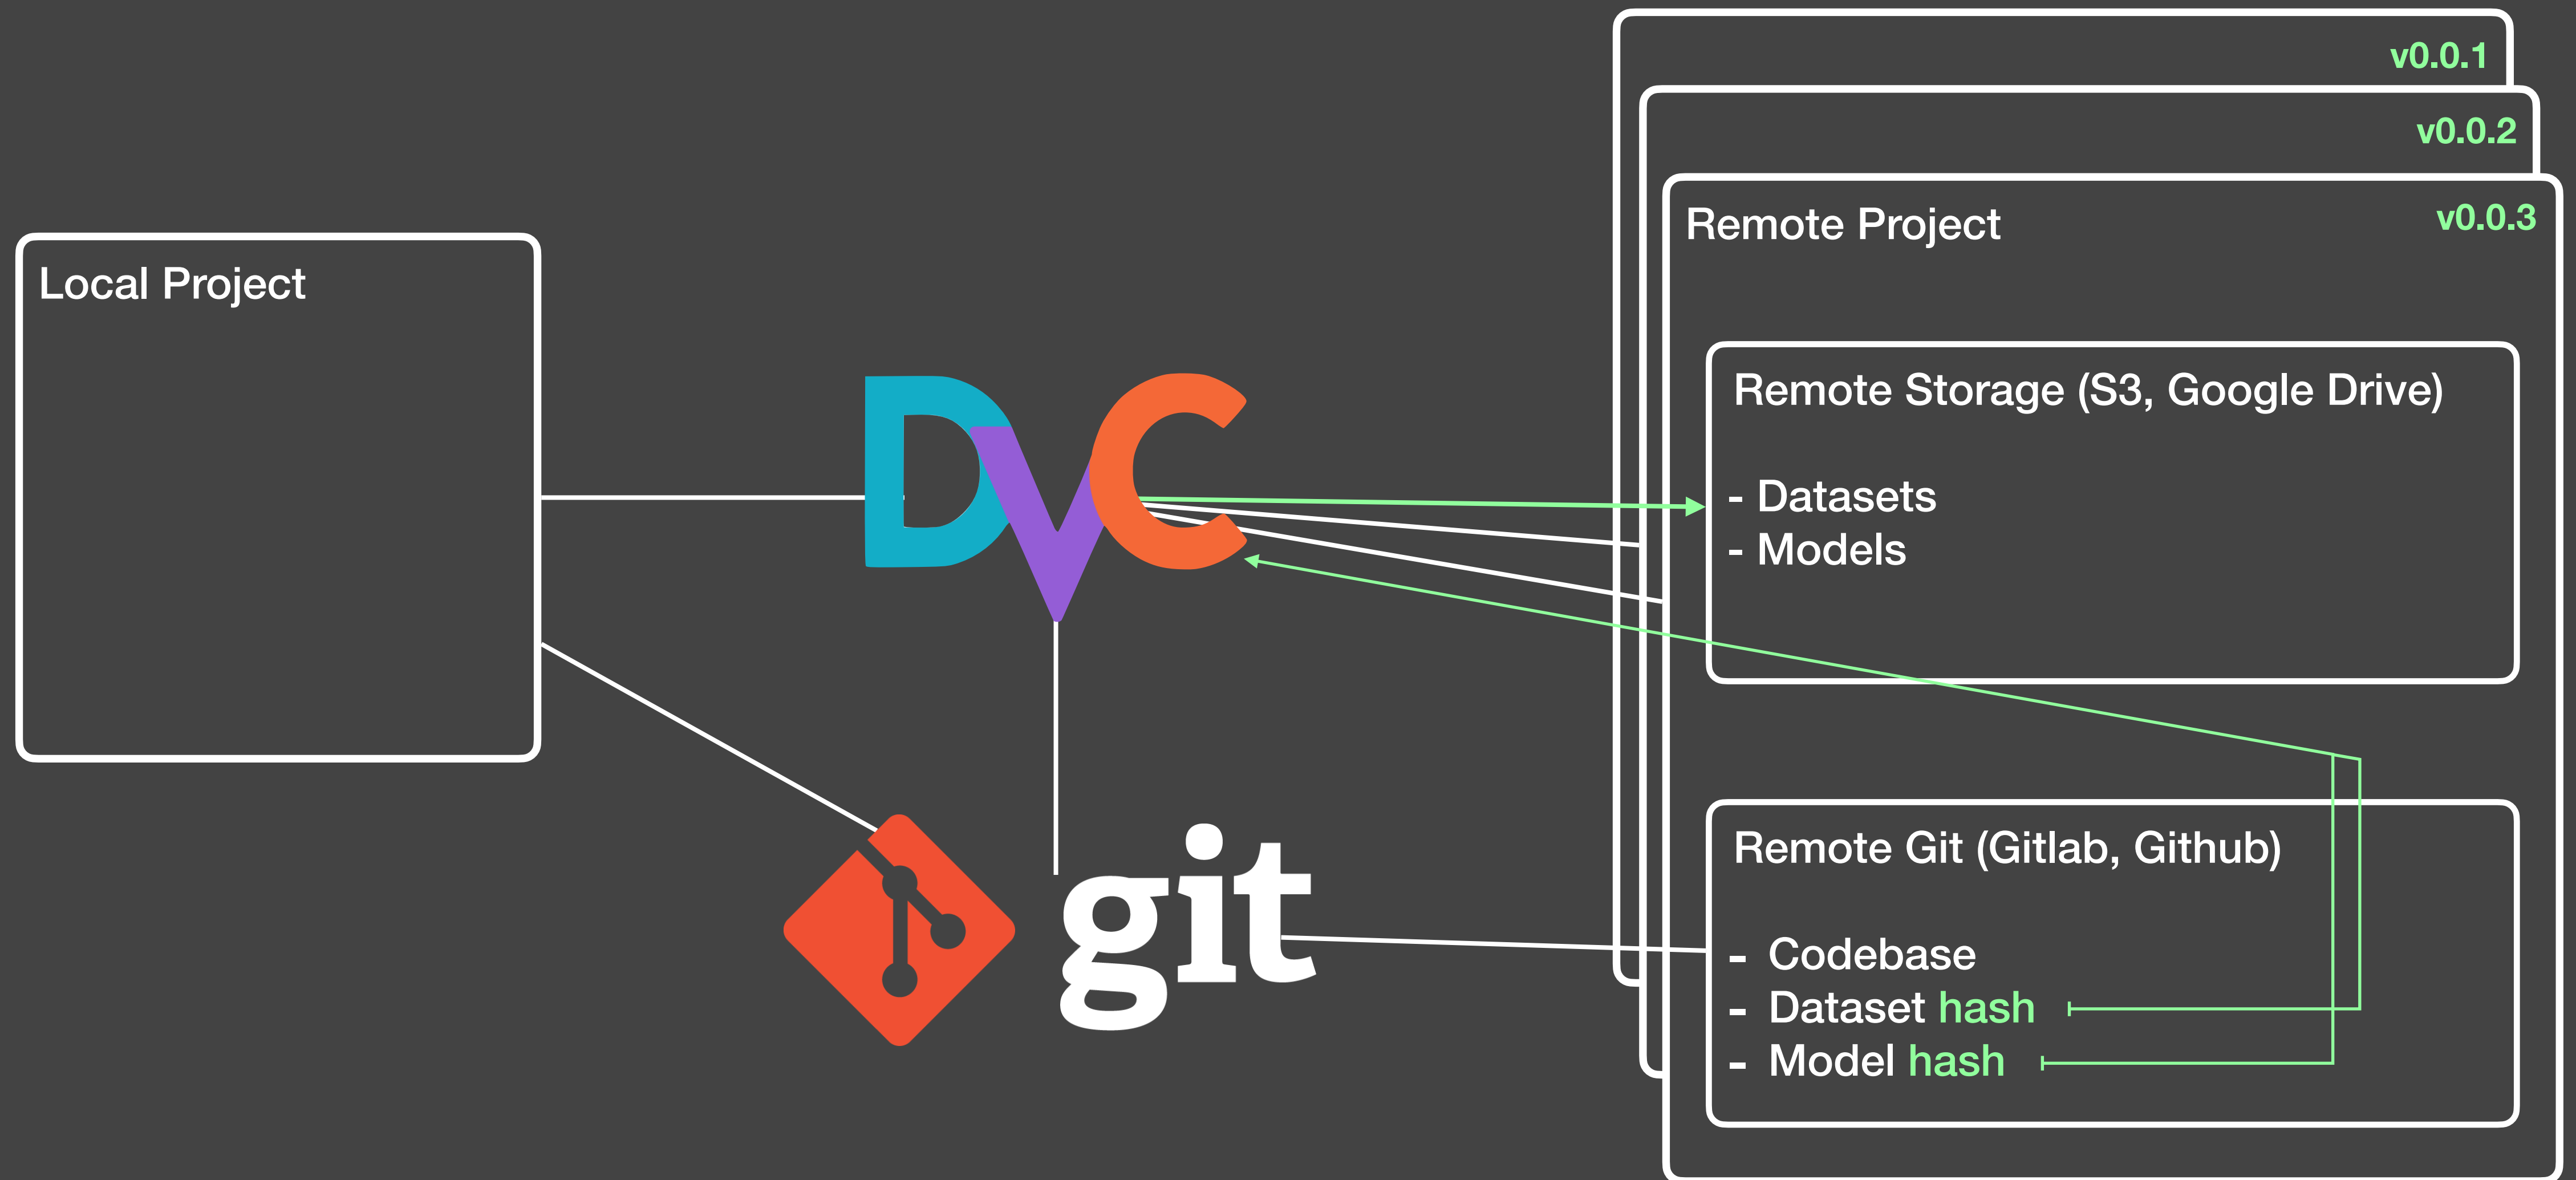 v0.0.1
v0.0.2
v0.0.3
Remote Project
Local Project
DVC
Remote Storage (S3, Google Drive)
- Datasets
- Models
git
Remote Git (Gitlab, Github)
- Codebase
- Dataset hash
- Model hash